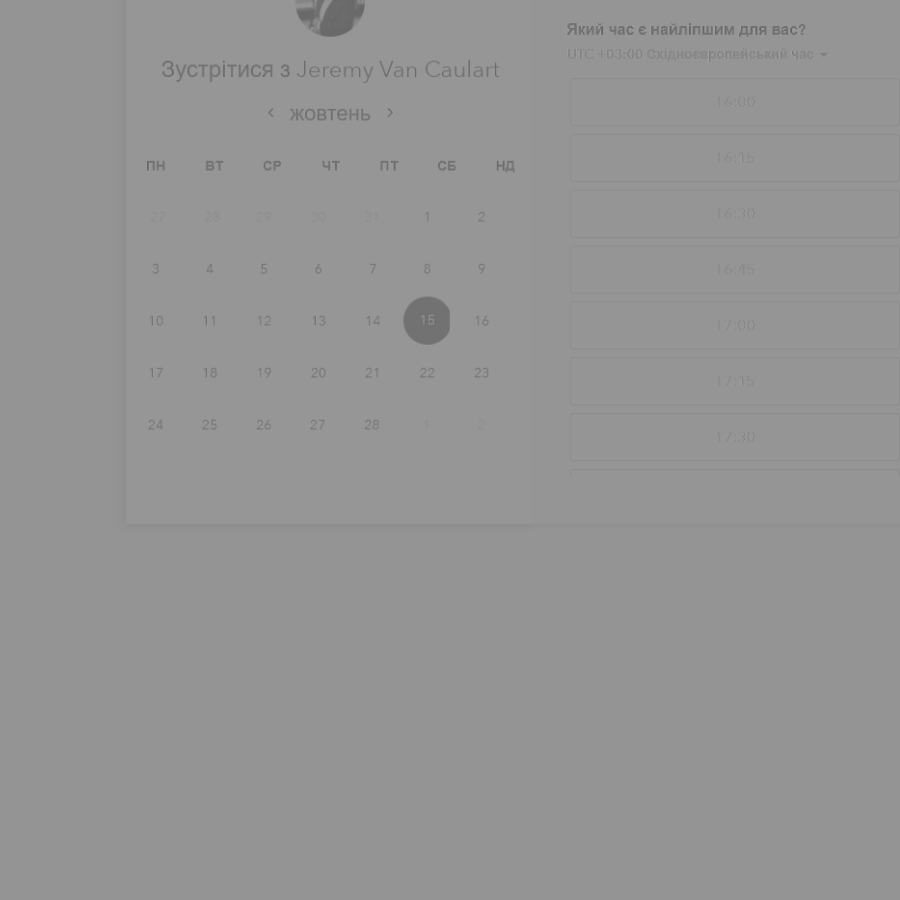 Зустрітися з Jeremy Van Caulart
жовтень
ПН ВТ СР ЧТ ПТ СБ НД
27 28 29 30 31 1 2
3 4 5 6 7 8 9
10 11 12 13 14 15 16
17 18 19 20 21 22 23
24 25 26 27 28 1 2
Який час є найліпшим для вас?
UTC +03:00 Східноєвропейський час
16:00
16:15
16:30
16:45
17:00
17:15
17:30